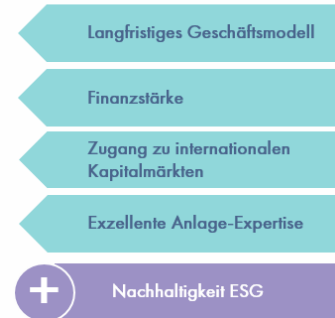 Langfristiges Geschäftsmodell
Finanzstärke
Zugang zu internationalen
Kapitalmärkten
Exzellente Anlage-Expertise
+ Nachhaltigkeit ESG